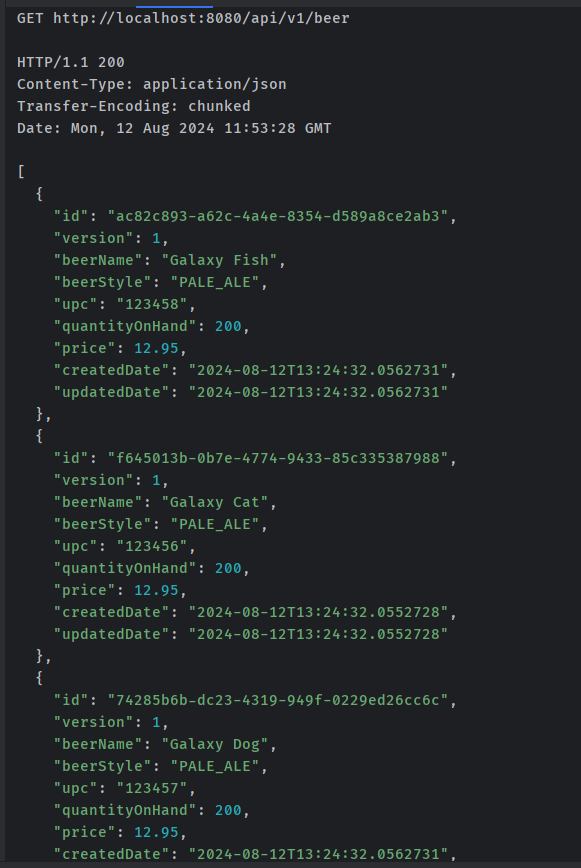 GET http://localhost:8080/api/v1/beer
HTTP/1.1 200
Content-Type: application/json
Transfer-Encoding: chunked
Date: Mon, 12 Aug 2024 11:53:28 GMT
[
{
"id": "ac82c893-a62c-4a4e-8354-d589a8ce2ab3",
"version": 1,
"beerName": "Galaxy Fish",
"beerStyle": "PALE_ALE",
"upc": "123458",
"quantityOnHand": 200,
"price": 12.95,
"createdDate": "2024-08-12T13:24:32.0562731",
"updatedDate": "2024-08-12T13:24:32.0562731"
},
{
"id": "f645013b-0b7e-4774-9433-85c335387988",
"version": 1,
"beerName": "Galaxy Cat",
"beerStyle": "PALE_ALE",
"upc": "123456",
"quantityOnHand": 200,
"price": 12.95,
"createdDate": "2024-08-12T13:24:32.0552728",
"updatedDate": "2024-08-12T13:24:32.0552728"
},
{
"id": "74285b6b-dc23-4319-949f-0229ed26cc6c",
"version": 1,
"beerName": "Galaxy Dog",
"beerStyle": "PALE_ALE",
"upc": "123457",
"quantityOnHand": 200,
"price": 12.95,
"createdDate": "2024-08-12T13:24:32.0562731",